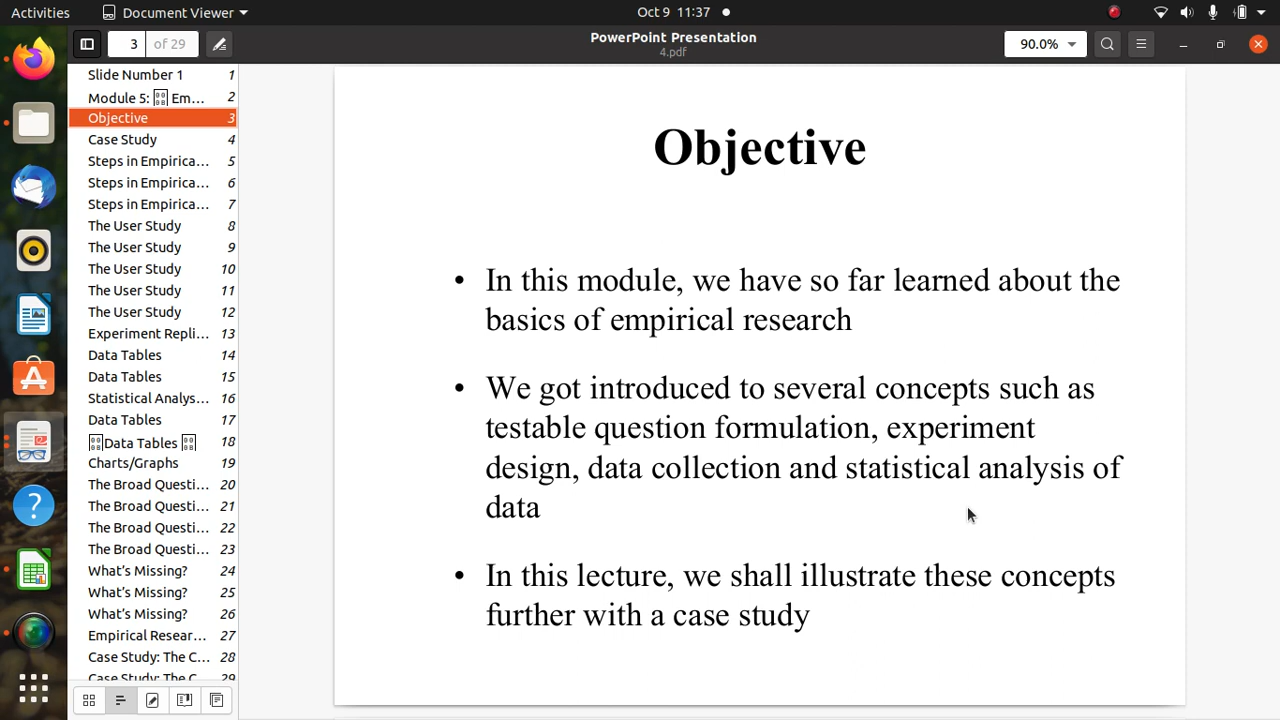 Activities
Document Viewer
Oct 9 11:37
3 of 29
PowerPoint Presentation
4.pdf
90.0%
Slide Number 1 1
Module 5: Em... 2
Objective 3
Case Study 4
Steps in Empirica... 5
Steps in Empirica... 6
Steps in Empirica... 7
The User Study 8
The User Study 9
The User Study 10
The User Study 11
The User Study 12
Experiment Repli... 13
Data Tables 14
Data Tables 15
Statistical Analys... 16
Data Tables 17
Data Tables 18
Charts/Graphs 19
The Broad Questi... 20
The Broad Questi... 21
The Broad Questi... 22
The Broad Questi... 23
What's Missing? 24
What's Missing? 25
What's Missing? 26
Empirical Resear... 27
Case Study: The C... 28
Case Study: The C... 29
Objective
• In this module, we have so far learned about the
basics of empirical research
• We got introduced to several concepts such as
testable question formulation, experiment
design, data collection and statistical analysis of
data
• In this lecture, we shall illustrate these concepts
further with a case study